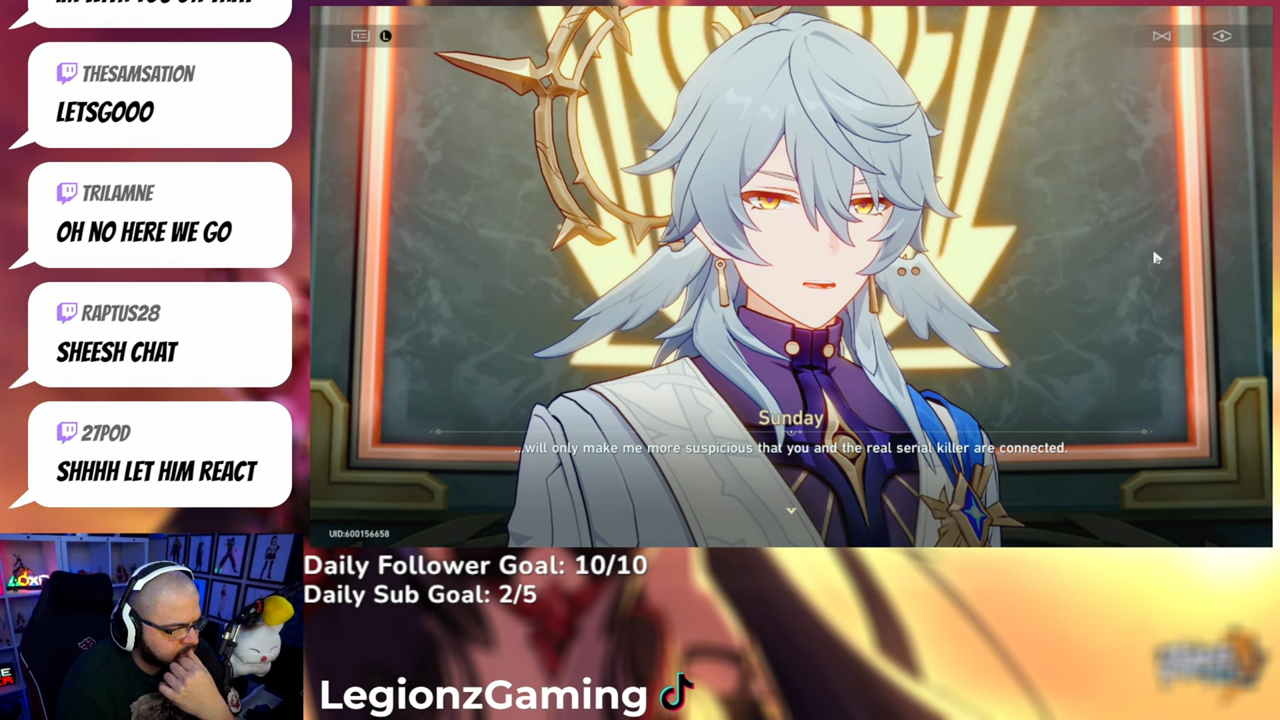 THESAMSATION
LETSGOOO
TRILAMNE
OH NO HERE WE GO
RAPTUS28
SHEESH CHAT
27POD
SHHHH LET HIM REACT
L
Sunday
...will only make me more suspicious that you and the real serial killer are connected.
UID:600156658
Daily Follower Goal: 10/10
Daily Sub Goal: 2/5
LegionzGaming